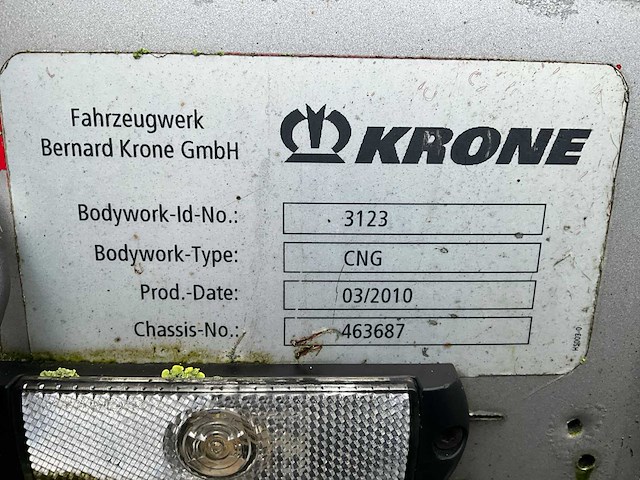 Fahrzeugwerk
Bernard Krone GmbH
KRONE
Bodywork-Id-No.: 3123
Bodywork-Type: CNG
Prod.-Date: 03/2010
Chassis-No.: 463687